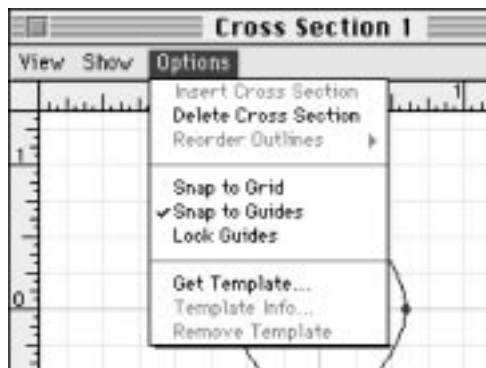 Cross Section 1
View Show Options
Insert Cross Section
Delete Cross Section
Reorder Outlines
1
1
Snap to Grid
✓Snap to Guides
Lock Guides
Get Template...
0
Template Info...
Remove Template